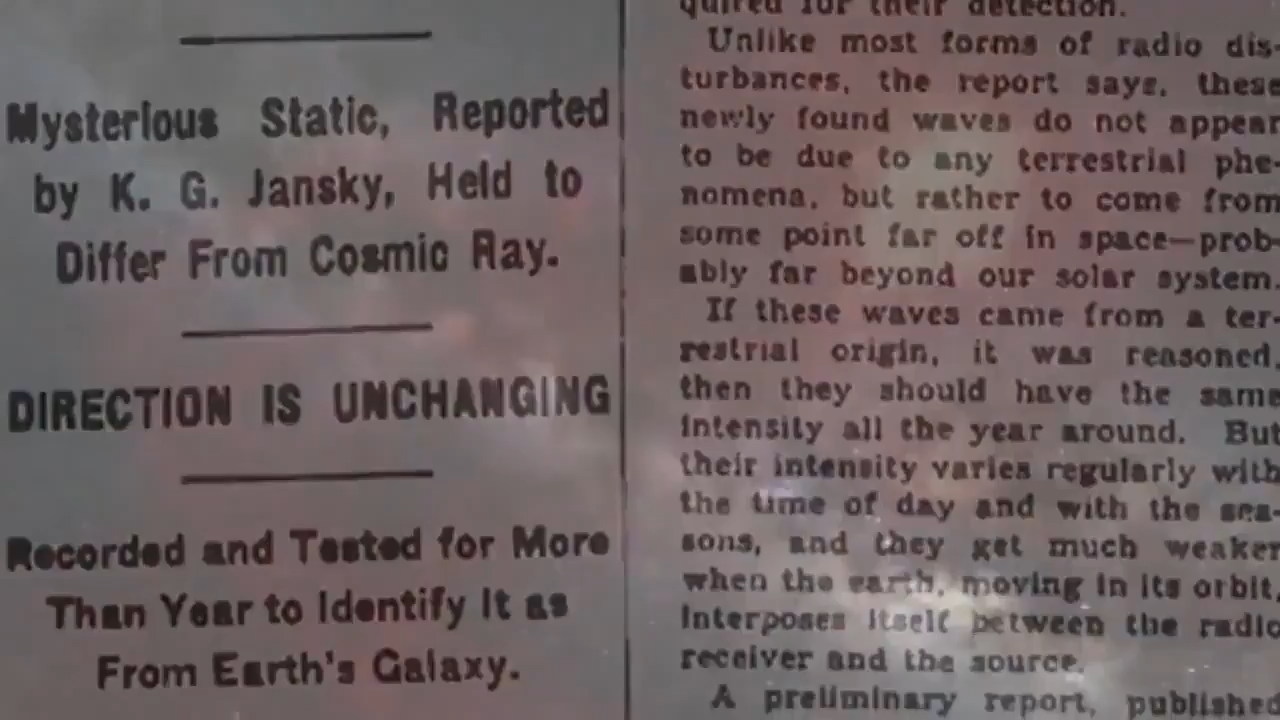 Mysterious Static, Reported
by K. G. Jansky, Held to
Differ From Cosmic Ray.
DIRECTION IS UNCHANGING
Recorded and Tested for More
Than Year to Identify It as
From Earth's Galaxy.
quired for their detection.
Unlike most forms of radio dis-
turbances, the report says, these
newly found waves do not appear
to be due to any terrestrial phe-
nomena, but rather to come from
some point far off in space—prob-
ably far beyond our solar system.
If these waves came from a ter-
restrial origin, it was reasoned,
then they should have the same
intensity all the year around. But
their intensity varies regularly with
the time of day and with the sea-
sons, and they get much weaker
when the earth, moving in its orbit,
interposes itself between the radio
receiver and the source.
A preliminary report, published